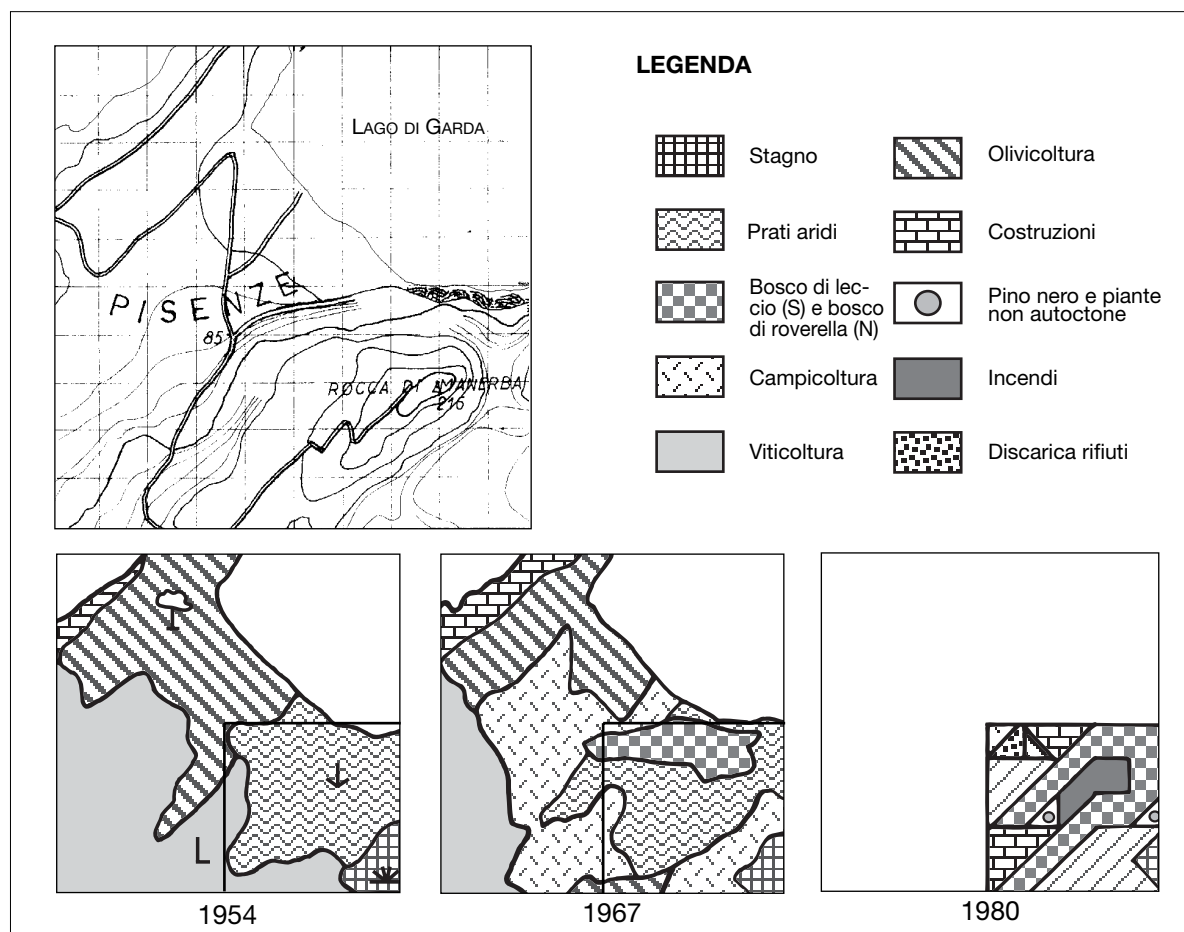 LAGO DI GARDA
PISENZE
85
ROCCA DI MANERBA
216
LEGENDA
Stagno
Prati aridi
Bosco di lec-
cio (S) e bosco
di roverella (N)
Campicoltura
Viticoltura
Olivicoltura
Costruzioni
Pino nero e piante
non autoctone
Incendi
Discarica rifiuti
L
1954
1967
1980